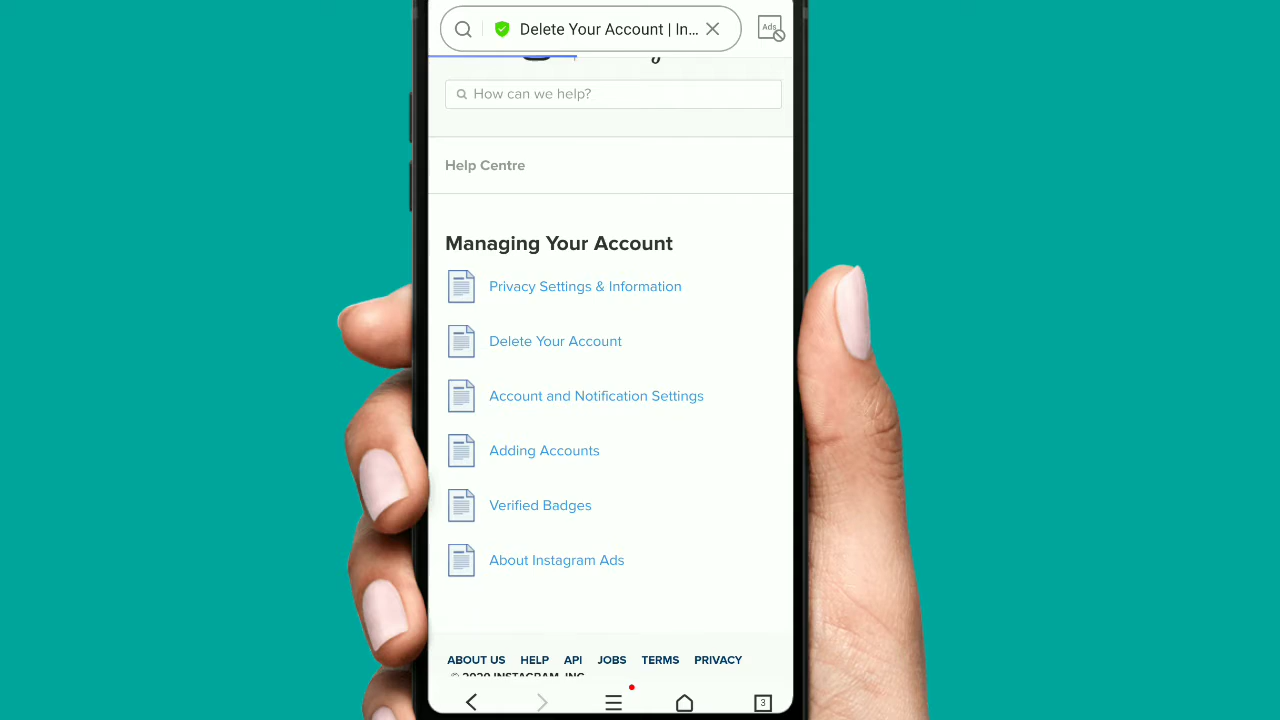 Delete Your Account | In...
Ads
How can we help?
Help Centre
Managing Your Account
Privacy Settings & Information
Delete Your Account
Account and Notification Settings
Adding Accounts
Verified Badges
About Instagram Ads
ABOUT US HELP API JOBS TERMS PRIVACY
© 2020 INSTAGRAM, INC.
3